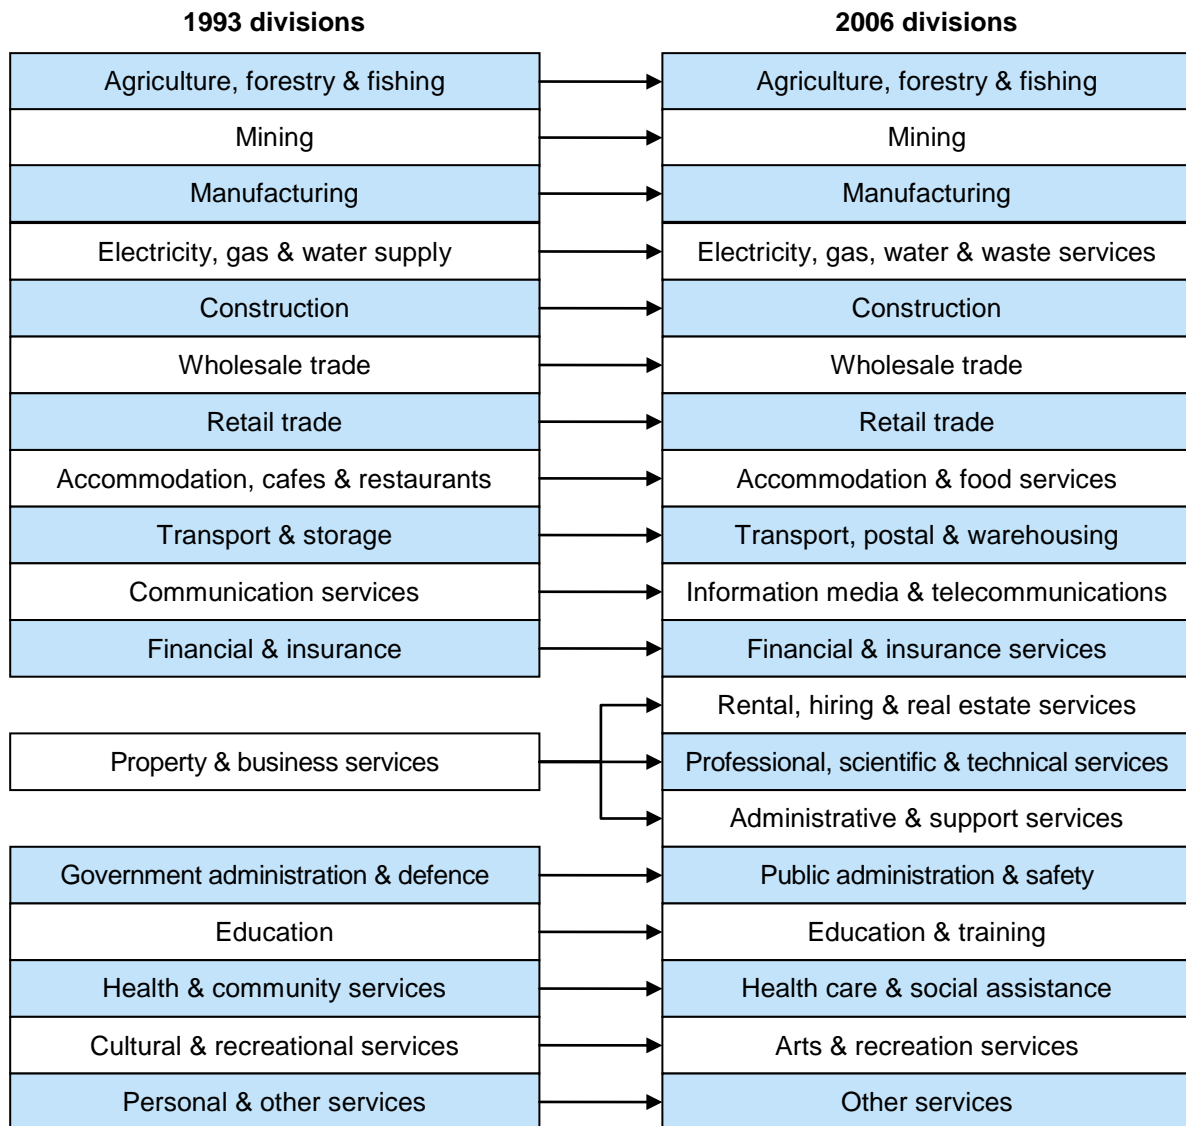 1993 divisions
2006 divisions
Agriculture, forestry & fishing
Agriculture, forestry & fishing
Mining
Mining
Manufacturing
Manufacturing
Electricity, gas & water supply
Electricity, gas, water & waste services
Construction
Construction
Wholesale trade
Wholesale trade
Retail trade
Retail trade
Accommodation, cafes & restaurants
Accommodation & food services
Transport & storage
Transport, postal & warehousing
Communication services
Information media & telecommunications
Financial & insurance
Financial & insurance services
Rental, hiring & real estate services
Property & business services
Professional, scientific & technical services
Administrative & support services
Government administration & defence
Public administration & safety
Education
Education & training
Health & community services
Health care & social assistance
Cultural & recreational services
Arts & recreation services
Personal & other services
Other services